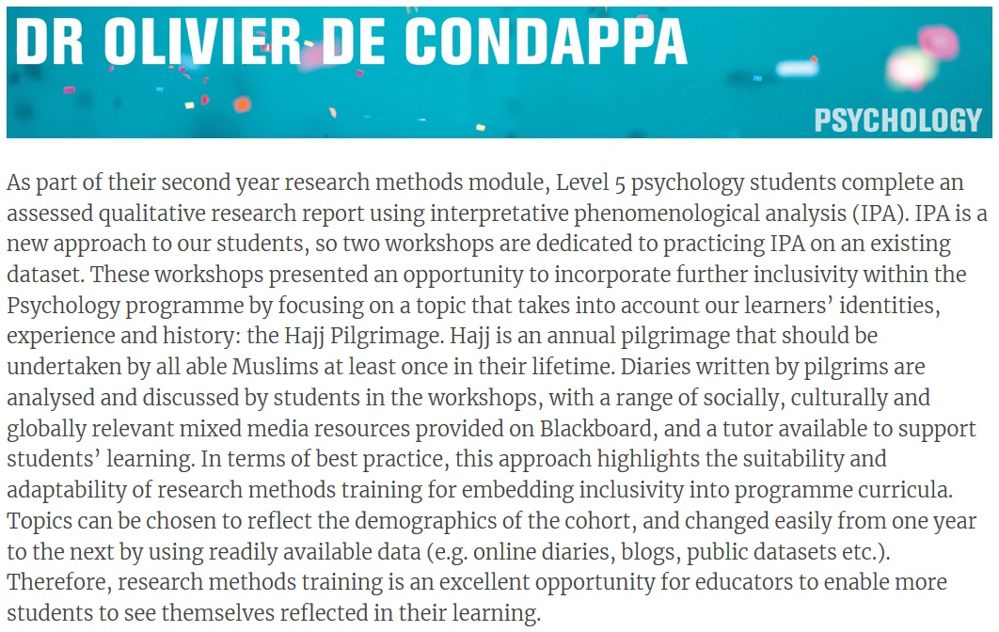 DR OLIVIER DE CONDAPPA
PSYCHOLOGY
As part of their second year research methods module, Level 5 psychology students complete an
assessed qualitative research report using interpretative phenomenological analysis (IPA). IPA is a
new approach to our students, so two workshops are dedicated to practicing IPA on an existing
dataset. These workshops presented an opportunity to incorporate further inclusivity within the
Psychology programme by focusing on a topic that takes into account our learners’ identities,
experience and history: the Hajj Pilgrimage. Hajj is an annual pilgrimage that should be
undertaken by all able Muslims at least once in their lifetime. Diaries written by pilgrims are
analysed and discussed by students in the workshops, with a range of socially, culturally and
globally relevant mixed media resources provided on Blackboard, and a tutor available to support
students’ learning. In terms of best practice, this approach highlights the suitability and
adaptability of research methods training for embedding inclusivity into programme curricula.
Topics can be chosen to reflect the demographics of the cohort, and changed easily from one year
to the next by using readily available data (e.g. online diaries, blogs, public datasets etc.).
Therefore, research methods training is an excellent opportunity for educators to enable more
students to see themselves reflected in their learning.